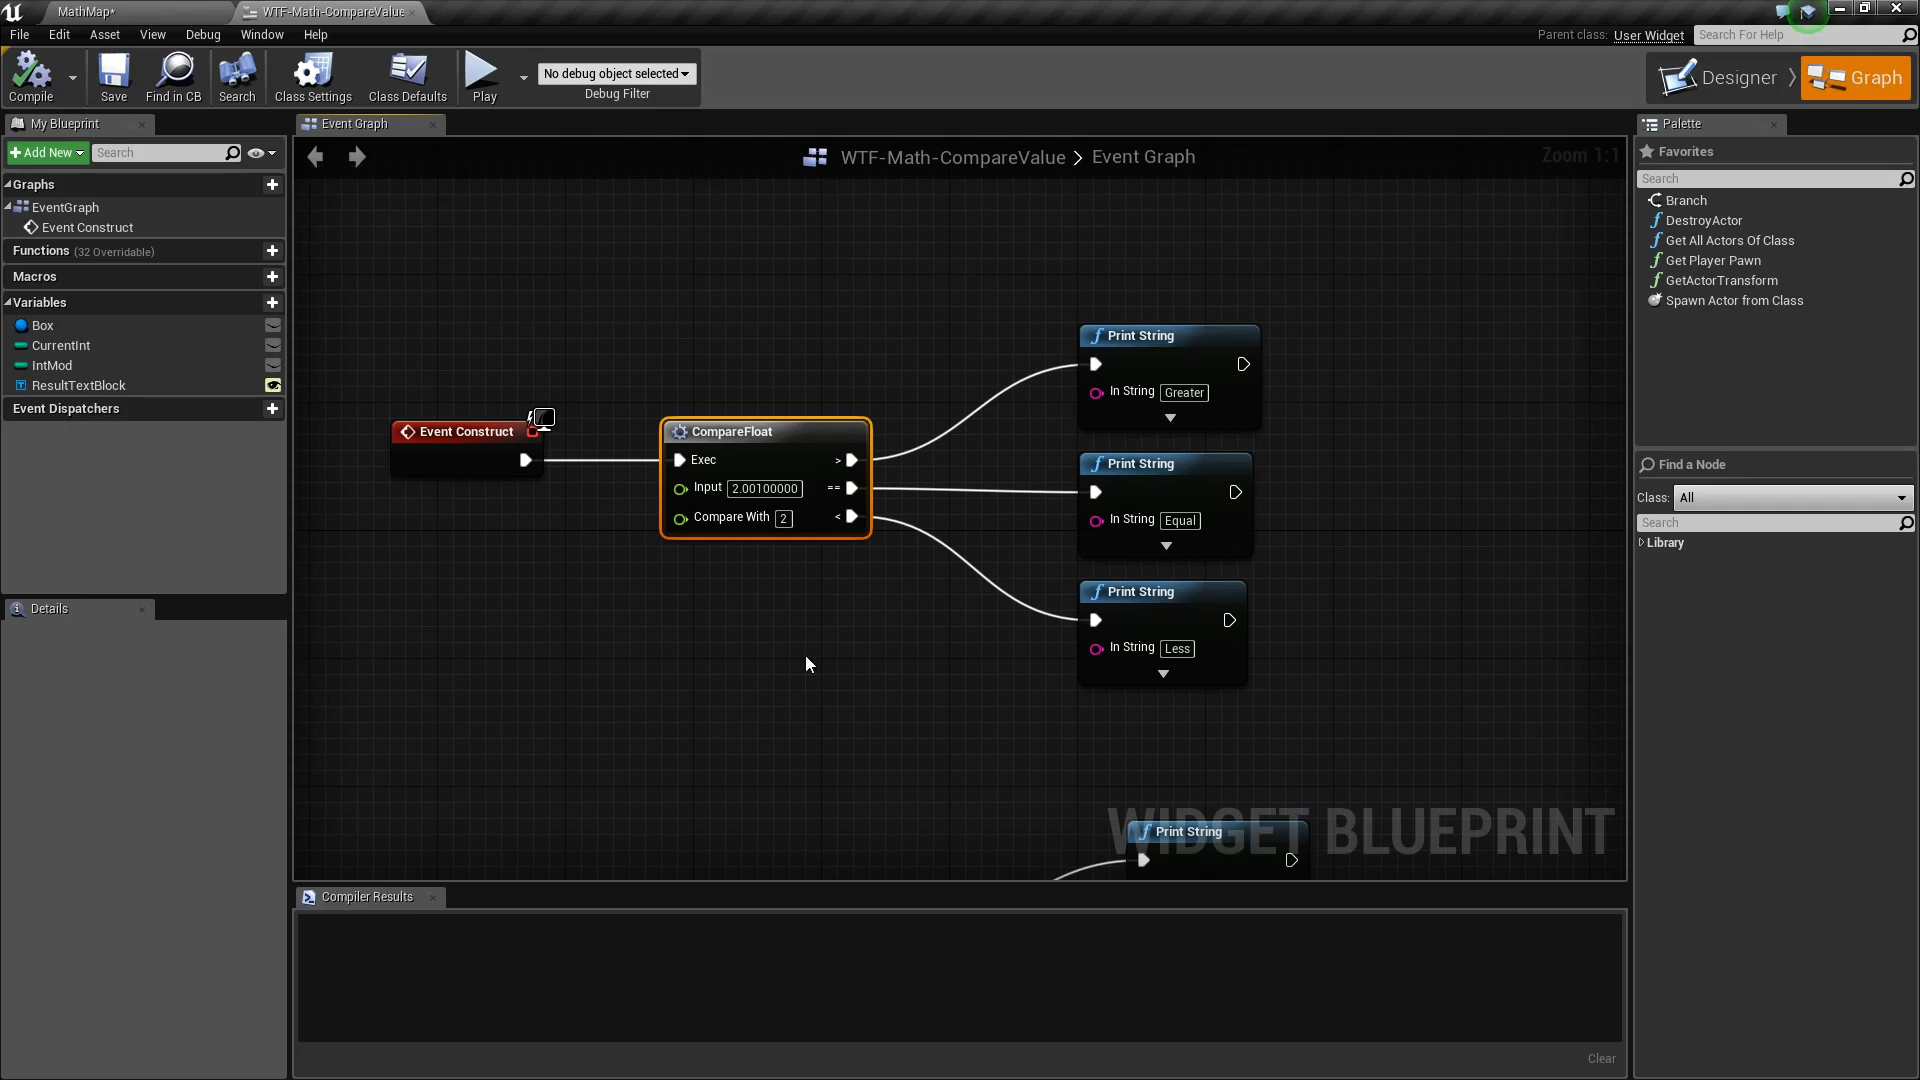 MathMap*
WTF-Math-CompareValue
File Edit Asset View Debug Window Help
Parent class: User Widget
Search For Help
Compile
Save
Find in CB
Search
Class Settings
Class Defaults
Play
No debug object selected
Debug Filter
Designer
Graph
My Blueprint
Add New
Search
Graphs
EventGraph
Event Construct
Functions (32 Overridable)
Macros
Variables
Box
CurrentInt
IntMod
ResultTextBlock
Event Dispatchers
Details
Event Graph
WTF-Math-CompareValue > Event Graph
Zoom 1:1
Event Construct
CompareFloat
Exec >
Input 2.00100000 ==
Compare With 2 <
Print String
In String Greater
Print String
In String Equal
Print String
In String Less
Print String
WIDGET BLUEPRINT
Compiler Results
Clear
Palette
Favorites
Search
Branch
DestroyActor
Get All Actors Of Class
Get Player Pawn
GetActorTransform
Spawn Actor from Class
Find a Node
Class: All
Search
Library